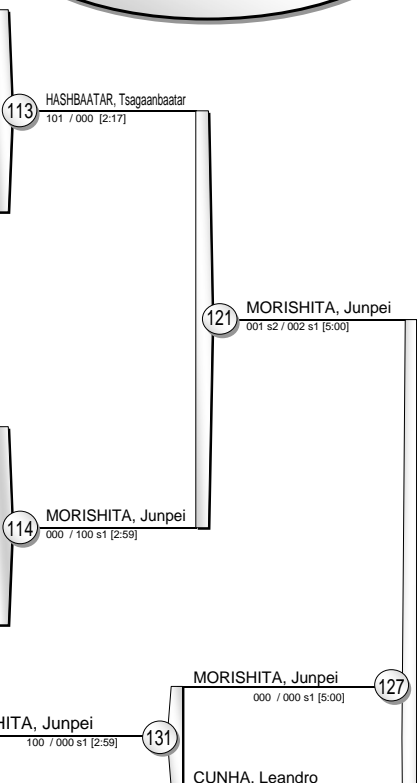 113
HASHBAATAR, Tsagaanbaatar
101 / 000 [2:17]
121
MORISHITA, Junpei
001 s2 / 002 s1 [5:00]
114
MORISHITA, Junpei
000 / 100 s1 [2:59]
MORISHITA, Junpei
000 / 000 s1 [5:00]
127
HITA, Junpei
100 / 000 s1 [2:59]
131
CUNHA, Leandro